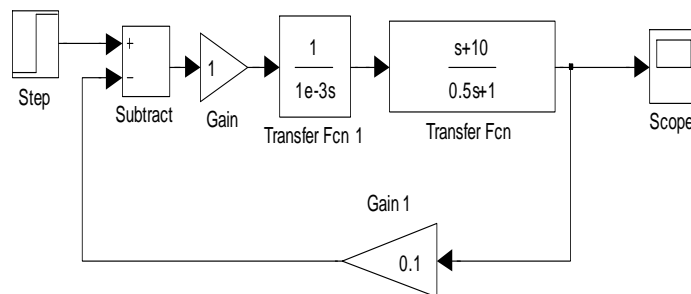 +
−
Step
Subtract
1
Gain
1
1e-3s
Transfer Fcn 1
s+10
0.5s+1
Transfer Fcn
Scope
Gain 1
0.1